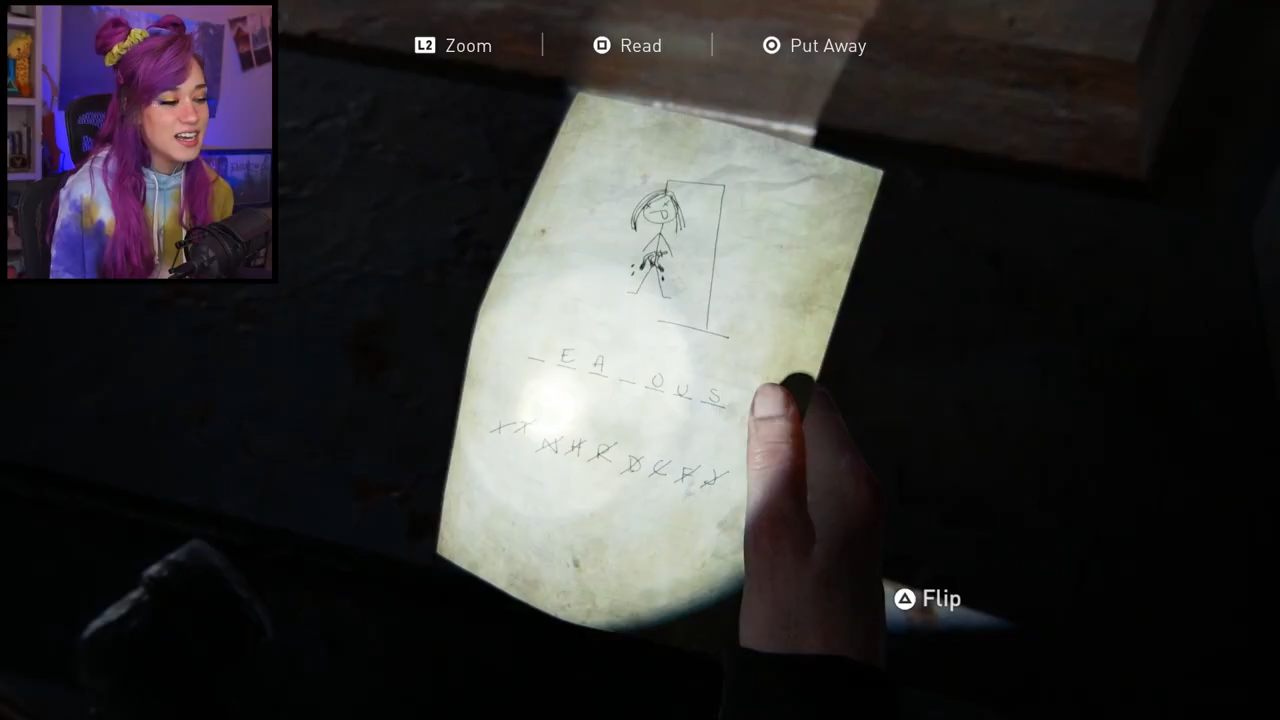 L2 Zoom | Read | Put Away
_ E A _ O U S
N H R D C F J
Flip